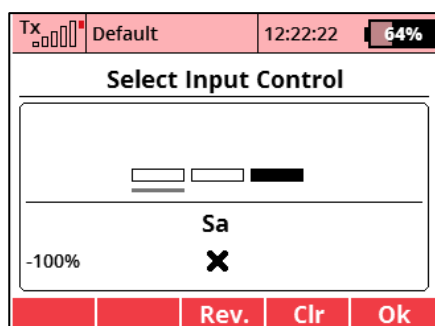 Tx Default 12:22:22 64%
Select Input Control
Sa
-100%
Rev. Clr Ok